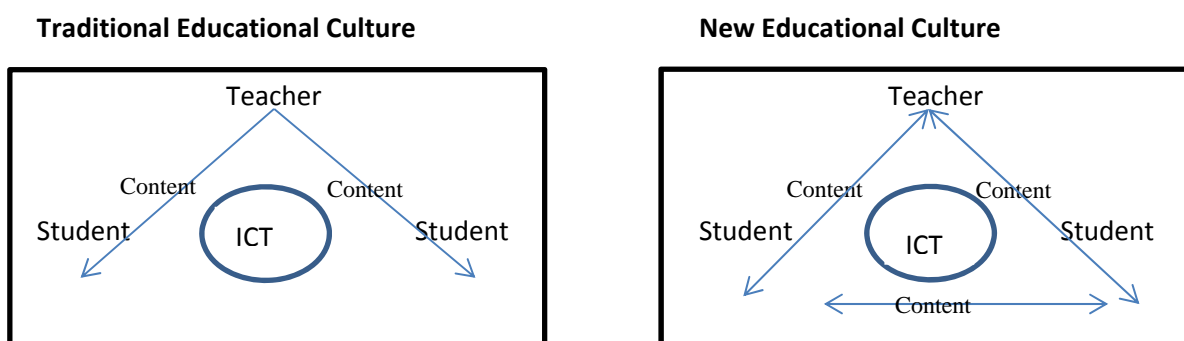 Traditional Educational Culture
Teacher
Content
Content
Student
ICT
Student
New Educational Culture
Teacher
Content
Content
Student
ICT
Student
Content